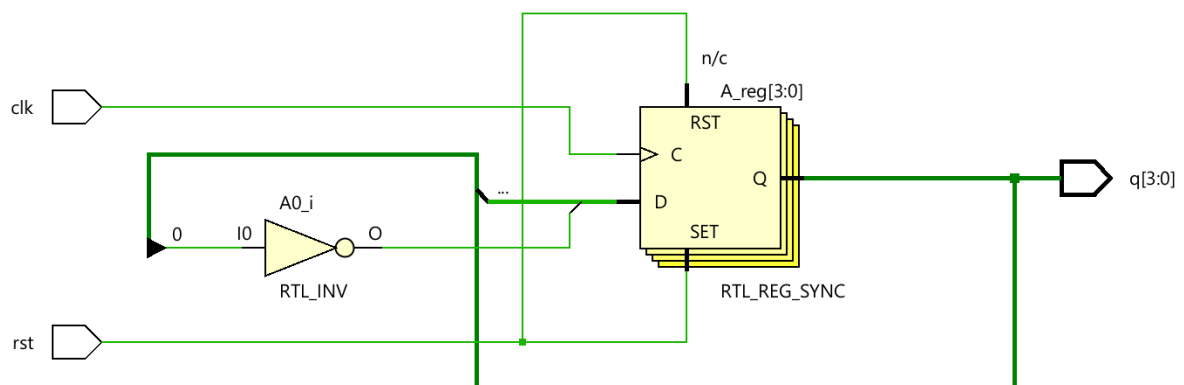 n/c
clk
A_reg[3:0]
RST
C
...
D
Q
q[3:0]
A0_i
0
I0
O
SET
RTL_INV
RTL_REG_SYNC
rst